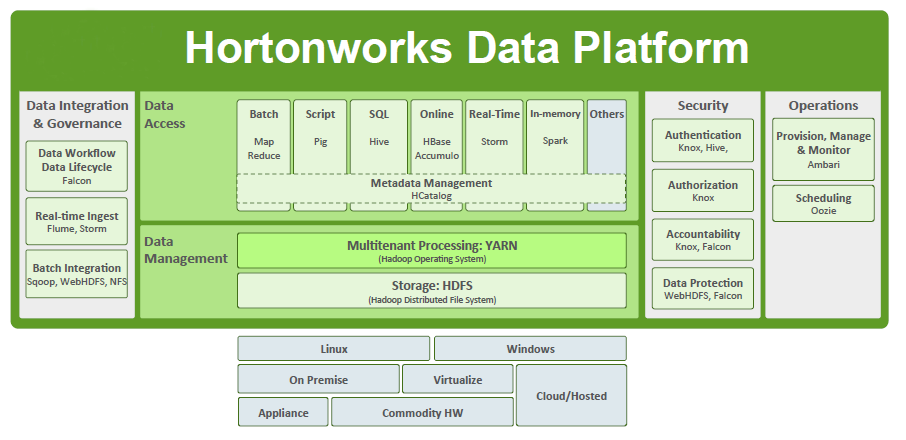 Hortonworks Data Platform
Data Integration
& Governance
Data Workflow
Data Lifecycle
Falcon
Real-time Ingest
Flume, Storm
Batch Integration
Sqoop, WebHDFS, NFS
Data
Access
Batch
Map
Reduce
Script
Pig
SQL
Hive
Online
HBase
Accumulo
Real-Time
Storm
In-memory
Spark
Others
Metadata Management
HCatalog
Data
Management
Multitenant Processing: YARN
(Hadoop Operating System)
Storage: HDFS
(Hadoop Distributed File System)
Security
Authentication
Knox, Hive,
Authorization
Knox
Accountability
Knox, Falcon
Data Protection
WebHDFS, Falcon
Operations
Provision, Manage
& Monitor
Ambari
Scheduling
Oozie
Linux
Windows
On Premise
Virtualize
Cloud/Hosted
Appliance
Commodity HW